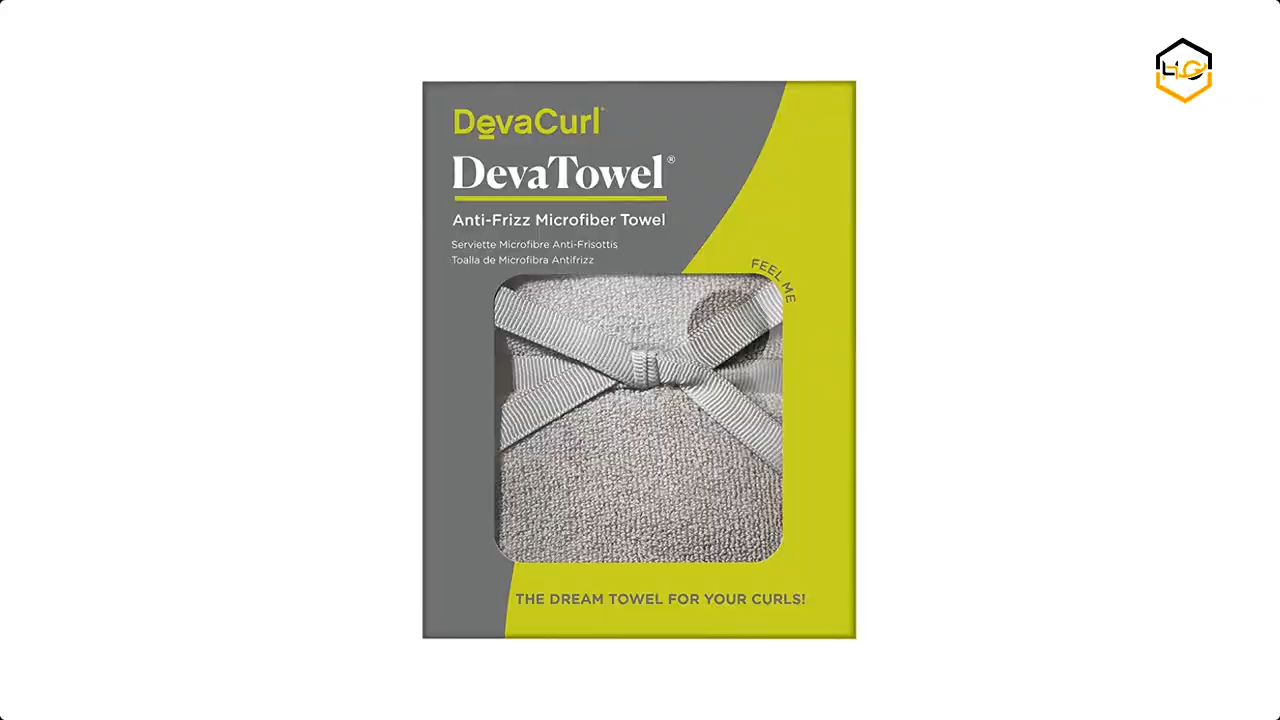 DevaCurl
DevaTowel®
Anti-Frizz Microfiber Towel
Serviette Microfibre Anti-Frisottis
Toalla de Microfibra Antifrizz
FEEL ME
THE DREAM TOWEL FOR YOUR CURLS!